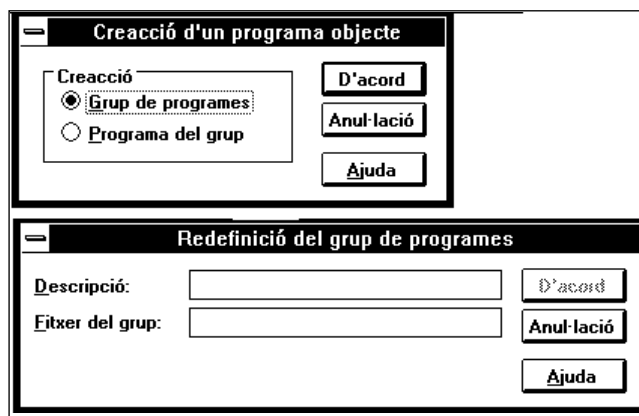 Creacció d'un programa objecte
Creacció
Grup de programes
Programa del grup
D'acord
Anul·lació
Ajuda
Redefinició del grup de programes
Descripció:
Fitxer del grup:
D'acord
Anul·lació
Ajuda